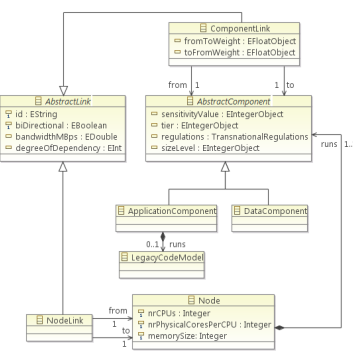 ComponentLink
fromToWeight : EFloatObject
toFromWeight : EFloatObject
from 1
1 to
AbstractLink
id : EString
biDirectional : EBoolean
bandwidthMBps : EDouble
degreeOfDependency : EInt
AbstractComponent
sensitivityValue : EIntegerObject
tier : EIntegerObject
regulations : TransnationalRegulations
sizeLevel : EIntegerObject
runs 1..
ApplicationComponent
DataComponent
0..1 runs
LegacyCodeModel
Node
nrCPUs : Integer
nrPhysicalCoresPerCPU : Integer
memorySize: Integer
NodeLink
from
1
to
1